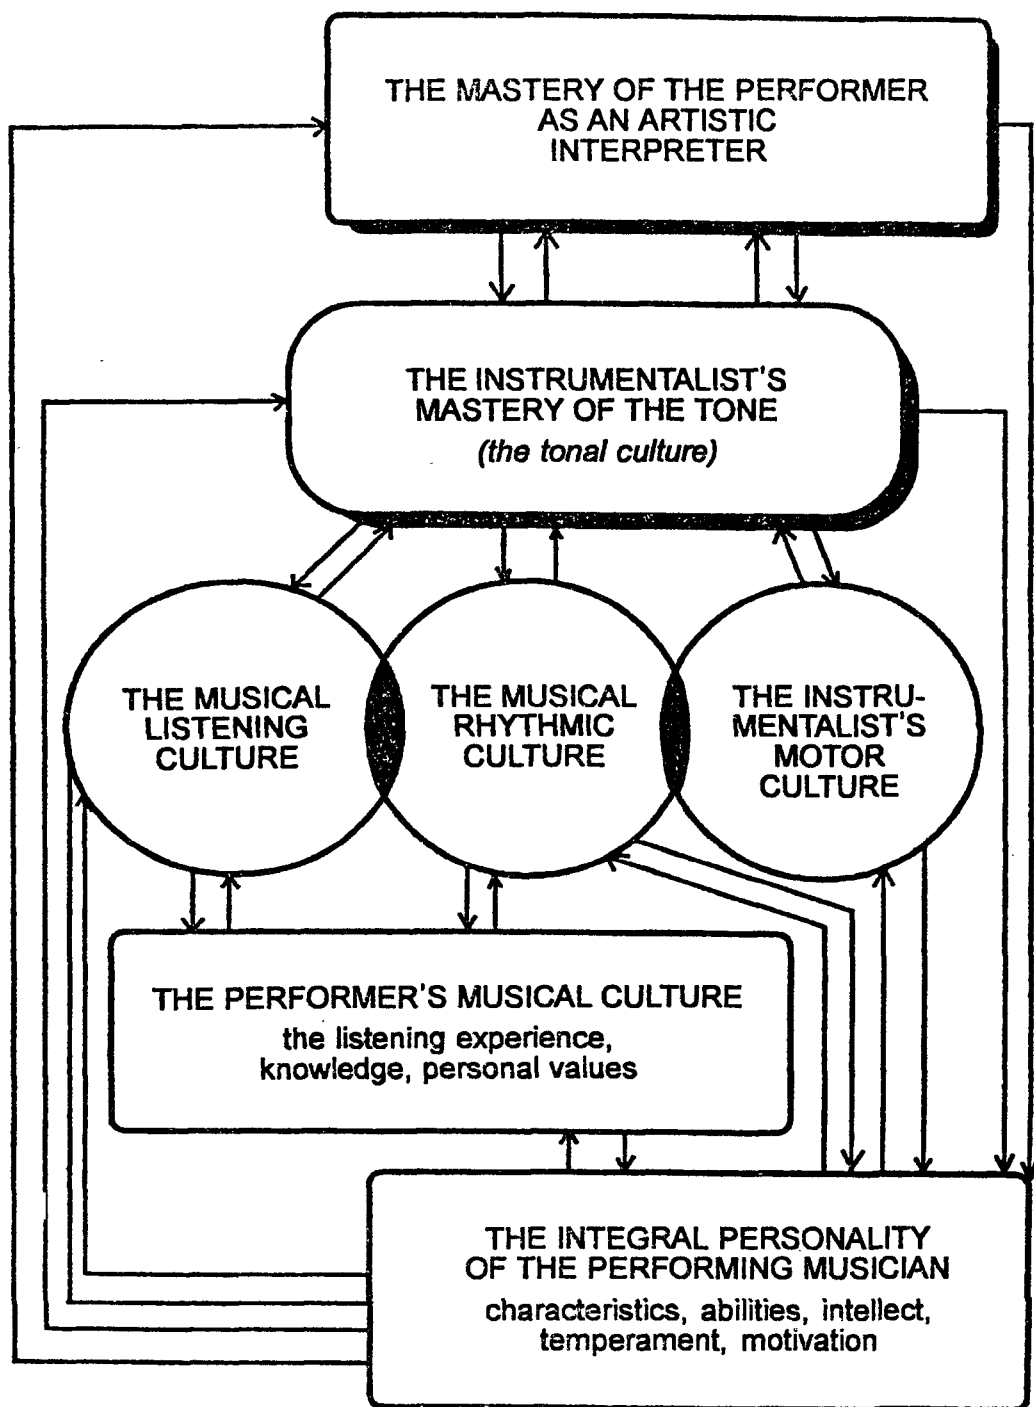 THE MASTERY OF THE PERFORMER
AS AN ARTISTIC
INTERPRETER
THE INSTRUMENTALIST'S
MASTERY OF THE TONE
(the tonal culture)
THE MUSICAL
LISTENING
CULTURE
THE MUSICAL
RHYTHMIC
CULTURE
THE INSTRU-
MENTALIST'S
MOTOR
CULTURE
THE PERFORMER'S MUSICAL CULTURE
the listening experience,
knowledge, personal values
THE INTEGRAL PERSONALITY
OF THE PERFORMING MUSICIAN
characteristics, abilities, intellect,
temperament, motivation